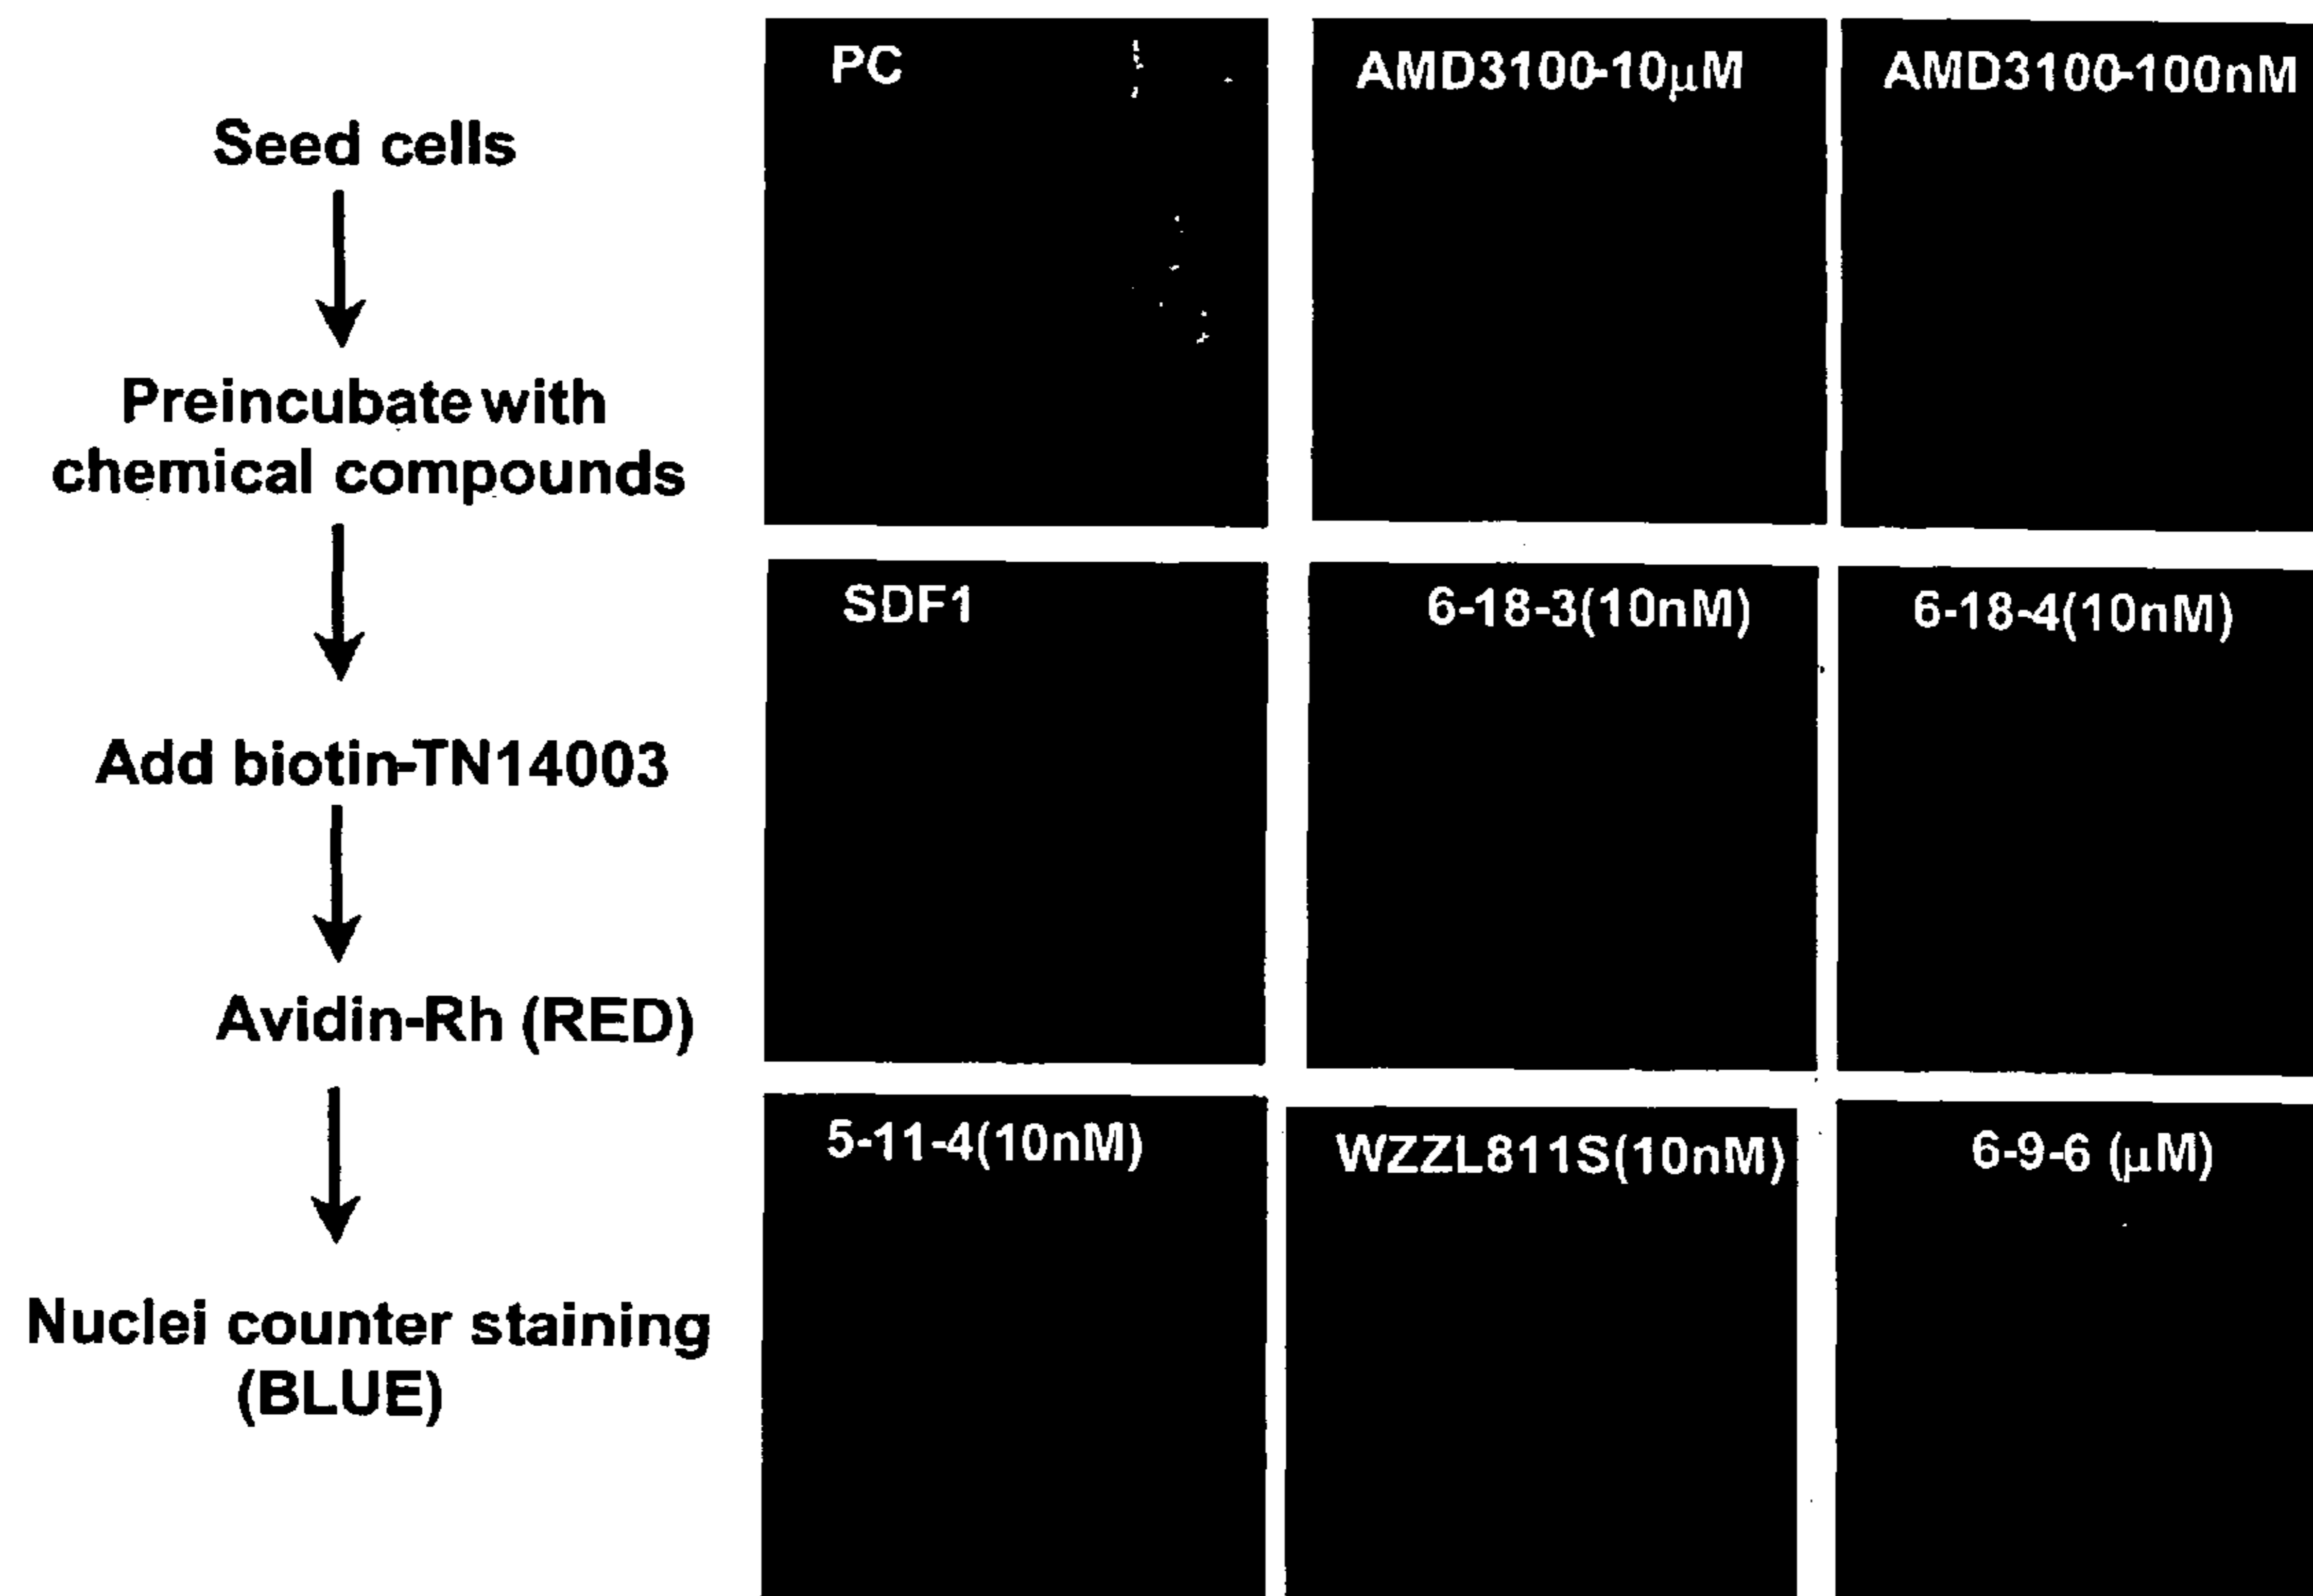 Seed cells
Preincubate with
chemical compounds
Add biotin-TN14003
Avidin-Rh (RED)
Nuclei counter staining
(BLUE)
PC
AMD3100-10μM
AMD3100-100nM
SDF1
6-18-3(10nM)
6-18-4(10nM)
5-11-4(10nM)
WZZL811S(10nM)
6-9-6 (μM)